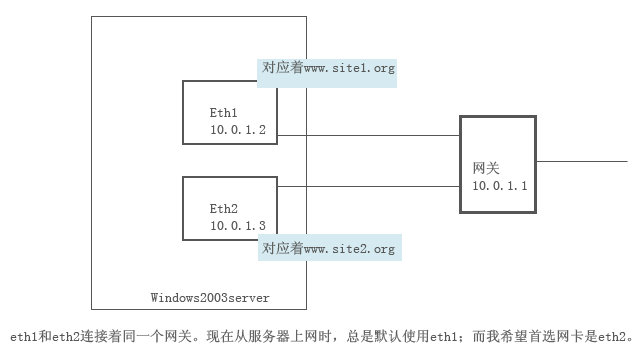 对应着www.site1.org
Eth1
10.0.1.2
网关
10.0.1.1
Eth2
10.0.1.3
对应着www.site2.org
Windows2003server
eth1和eth2连接着同一个网关。现在从服务器上网时，总是默认使用eth1；而我希望首选网卡是eth2。